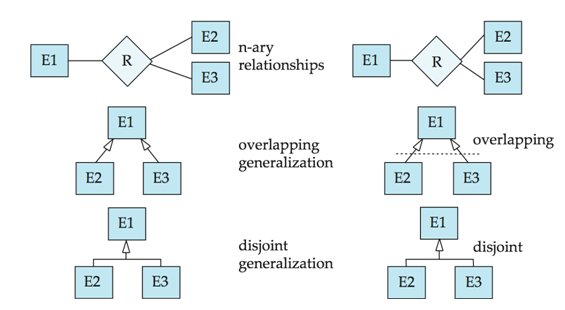 E1
R
E2
E3
n-ary
relationships
E1
R
E2
E3
E1
E2
E3
overlapping
generalization
E1
E2
E3
overlapping
E1
E2
E3
disjoint
generalization
E1
E2
E3
disjoint